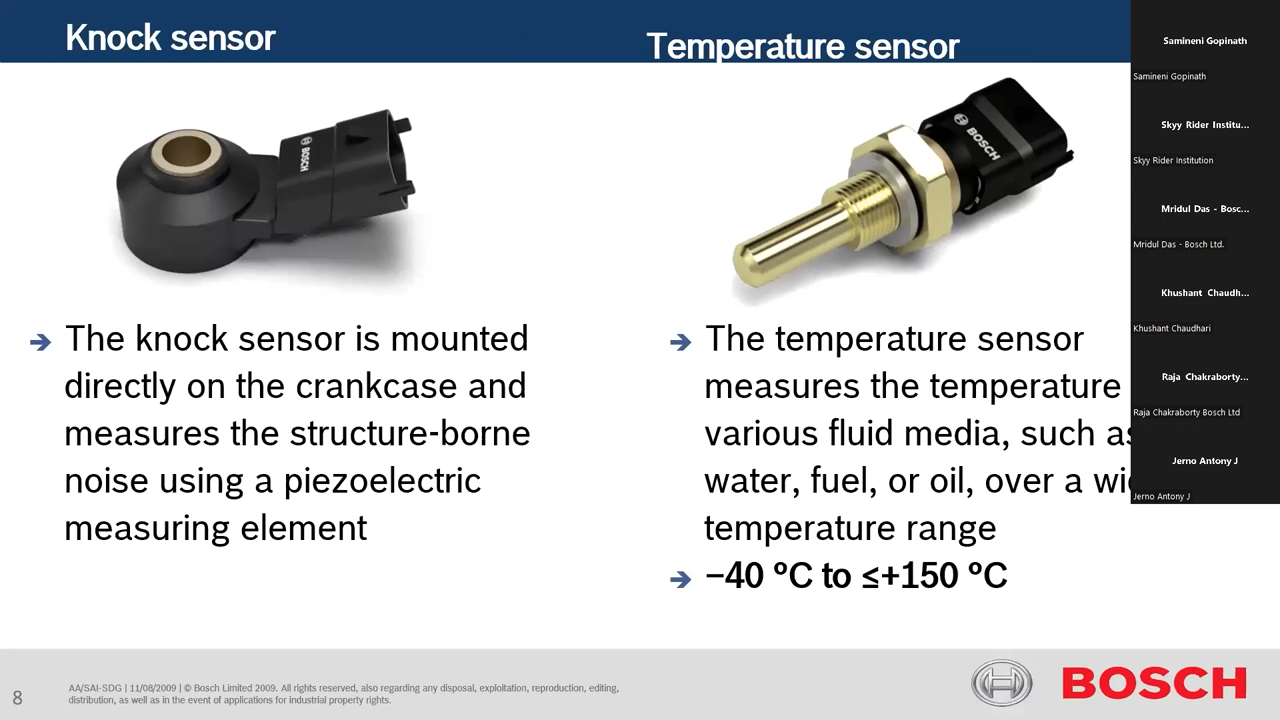 Knock sensor
Temperature sensor
BOSCH
BOSCH
The knock sensor is mounted
directly on the crankcase and
measures the structure-borne
noise using a piezoelectric
measuring element
The temperature sensor
measures the temperature
various fluid media, such as
water, fuel, or oil, over a wi
temperature range
−40 ºC to ≤+150 ºC
Samineni Gopinath
Samineni Gopinath
Skyy Rider Institu...
Skyy Rider Institution
Mridul Das - Bosc...
Mridul Das - Bosch Ltd.
Khushant Chaudh...
Khushant Chaudhari
Raja Chakraborty...
Raja Chakraborty Bosch Ltd
Jerno Antony J
Jerno Antony J
8
AA/SAI-SDG | 11/08/2009 | © Bosch Limited 2009. All rights reserved, also regarding any disposal, exploitation, reproduction, editing,
distribution, as well as in the event of applications for industrial property rights.
BOSCH